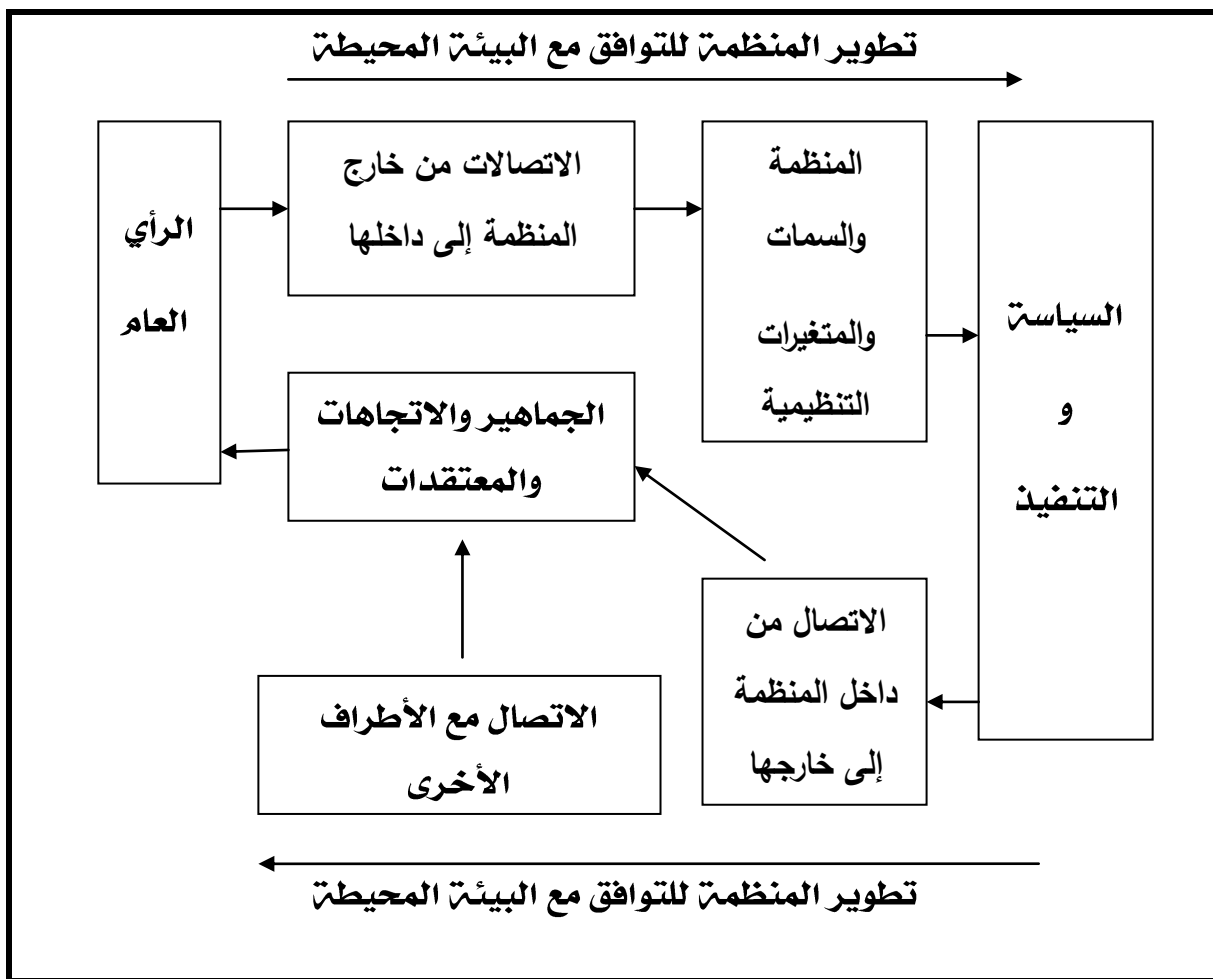 تطوير المنظمة للتوافق مع البيئة المحيطة
الرأي
العام
الاتصالات من خارج
المنظمة إلى داخلها
المنظمة
والسمات
والمتغيرات
التنظيمية
السياسة
و
التنفيذ
الجماهير والاتجاهات
والمعتقدات
الاتصال من
داخل المنظمة
إلى خارجها
الاتصال مع الأطراف
الأخرى
تطوير المنظمة للتوافق مع البيئة المحيطة